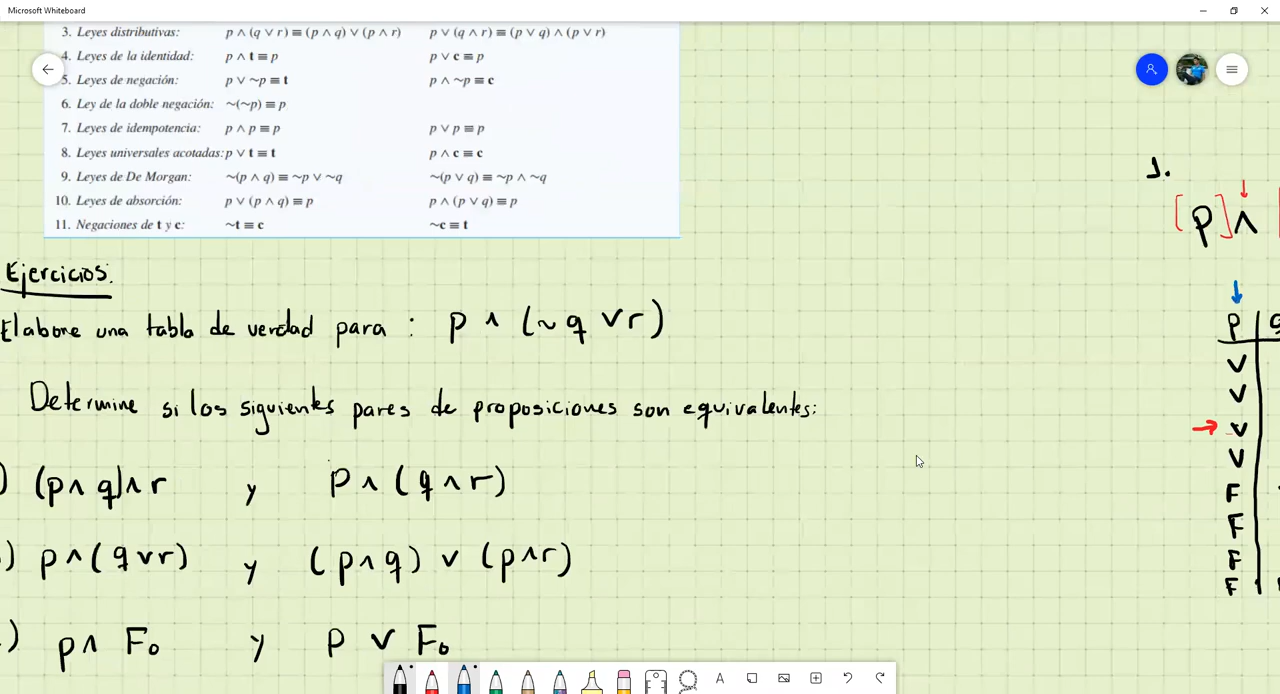 Microsoft Whiteboard
3. Leyes distributivas: p ∧ (q ∨ r) ≡ (p ∧ q) ∨ (p ∧ r) p ∨ (q ∧ r) ≡ (p ∨ q) ∧ (p ∨ r)
4. Leyes de la identidad: p ∧ t ≡ p p ∨ c ≡ p
5. Leyes de negación: p ∨ ~p ≡ t p ∧ ~p ≡ c
6. Ley de la doble negación: ~(~p) ≡ p
7. Leyes de idempotencia: p ∧ p ≡ p p ∨ p ≡ p
8. Leyes universales acotadas: p ∨ t ≡ t p ∧ c ≡ c
9. Leyes de De Morgan: ~(p ∧ q) ≡ ~p ∨ ~q ~(p ∨ q) ≡ ~p ∧ ~q
10. Leyes de absorción: p ∨ (p ∧ q) ≡ p p ∧ (p ∨ q) ≡ p
11. Negaciones de t y c: ~t ≡ c ~c ≡ t
Ejercicios:
Elabore una tabla de verdad para : p ∧ (~q ∨ r)
Determine si los siguientes pares de proposiciones son equivalentes:
) (p ∧ q) ∧ r y p ∧ (q ∧ r)
) p ∧ (q ∨ r) y (p ∧ q) ∨ (p ∧ r)
.) p ∧ F₀ y p ∨ F₀
1.
[p] ∧
p
V
V
V
V
F
F
F
F
A